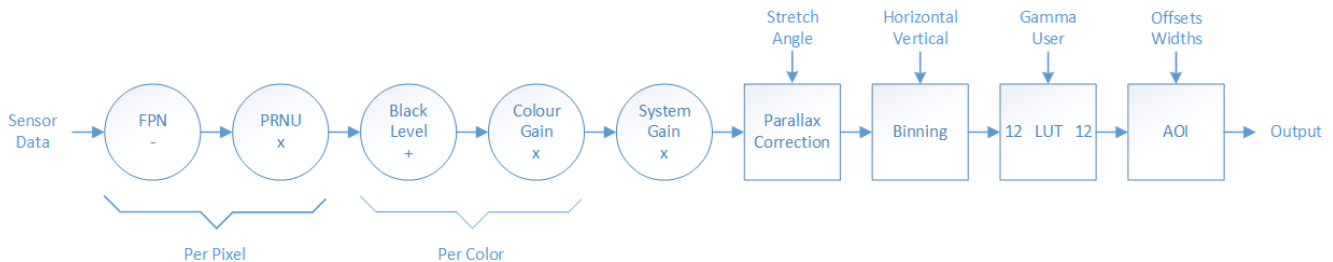 Stretch
Angle
Horizontal
Vertical
Gamma
User
Offsets
Widths
Sensor
Data
FPN
-
PRNU
x
Black
Level
+
Colour
Gain
x
System
Gain
x
Parallax
Correction
Binning
12 LUT 12
AOI
Output
Per Pixel
Per Color